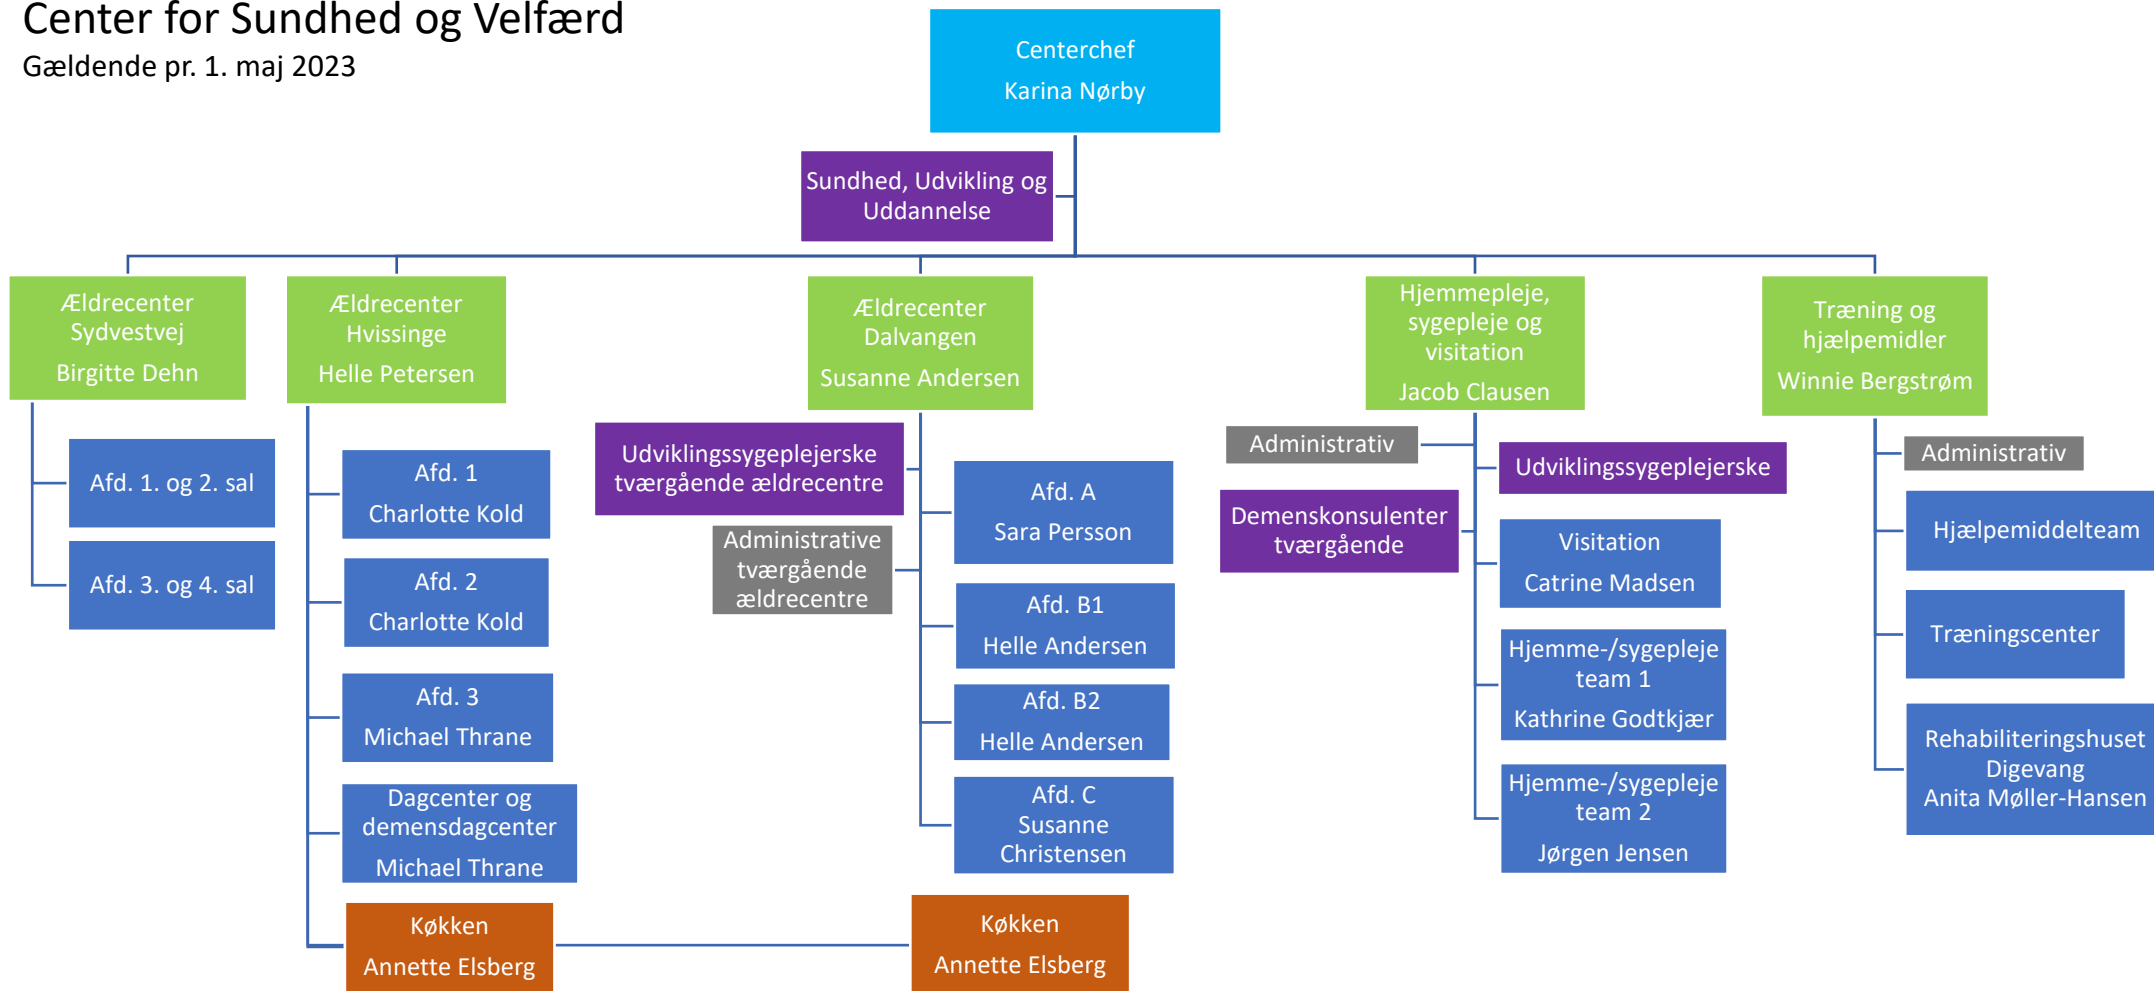 Center for Sundhed og Velfærd
Gældende pr. 1. maj 2023
Centerchef
Karina Nørby
Sundhed, Udvikling og
Uddannelse
Ældrecenter
Sydvestvej
Birgitte Dehn
Afd. 1. og 2. sal
Afd. 3. og 4. sal
Ældrecenter
Hvissinge
Helle Petersen
Afd. 1
Charlotte Kold
Afd. 2
Charlotte Kold
Afd. 3
Michael Thrane
Dagcenter og
demensdagcenter
Michael Thrane
Køkken
Annette Elsberg
Ældrecenter
Dalvangen
Susanne Andersen
Udviklingssygeplejerske
tværgående ældrecentre
Administrative
tværgående
ældrecentre
Afd. A
Sara Persson
Afd. B1
Helle Andersen
Afd. B2
Helle Andersen
Afd. C
Susanne
Christensen
Køkken
Annette Elsberg
Hjemmepleje,
sygepleje og
visitation
Jacob Clausen
Administrativ
Udviklingssygeplejerske
Demenskonsulenter
tværgående
Visitation
Catrine Madsen
Hjemme-/sygepleje
team 1
Kathrine Godtkjær
Hjemme-/sygepleje
team 2
Jørgen Jensen
Træning og
hjælpemidler
Winnie Bergstrøm
Administrativ
Hjælpemiddelteam
Træningscenter
Rehabiliteringshuset
Digevang
Anita Møller-Hansen